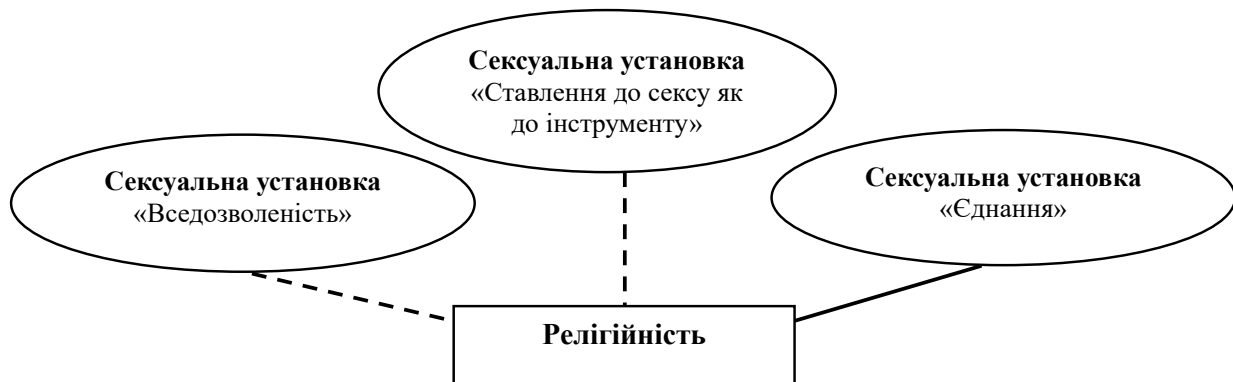 Сексуальна установка
«Ставлення до сексу як
до інструменту»
Сексуальна установка
«Вседозволеність»
Сексуальна установка
«Єднання»
Релігійність